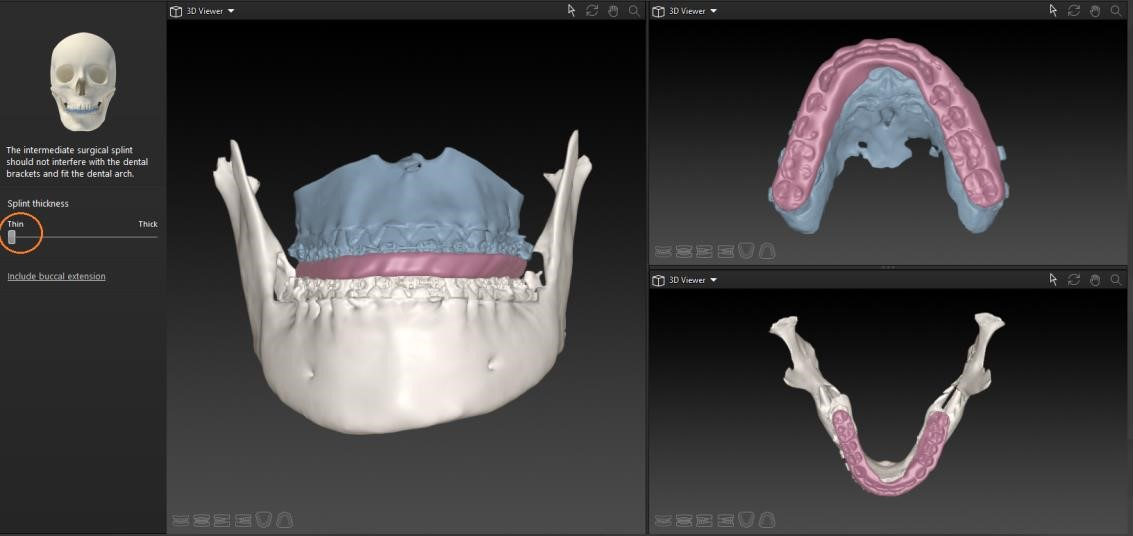 The intermediate surgical splint
should not interfere with the dental
brackets and fit the dental arch.
Splint thickness
Thin Thick
Include buccal extension
3D Viewer
3D Viewer
3D Viewer